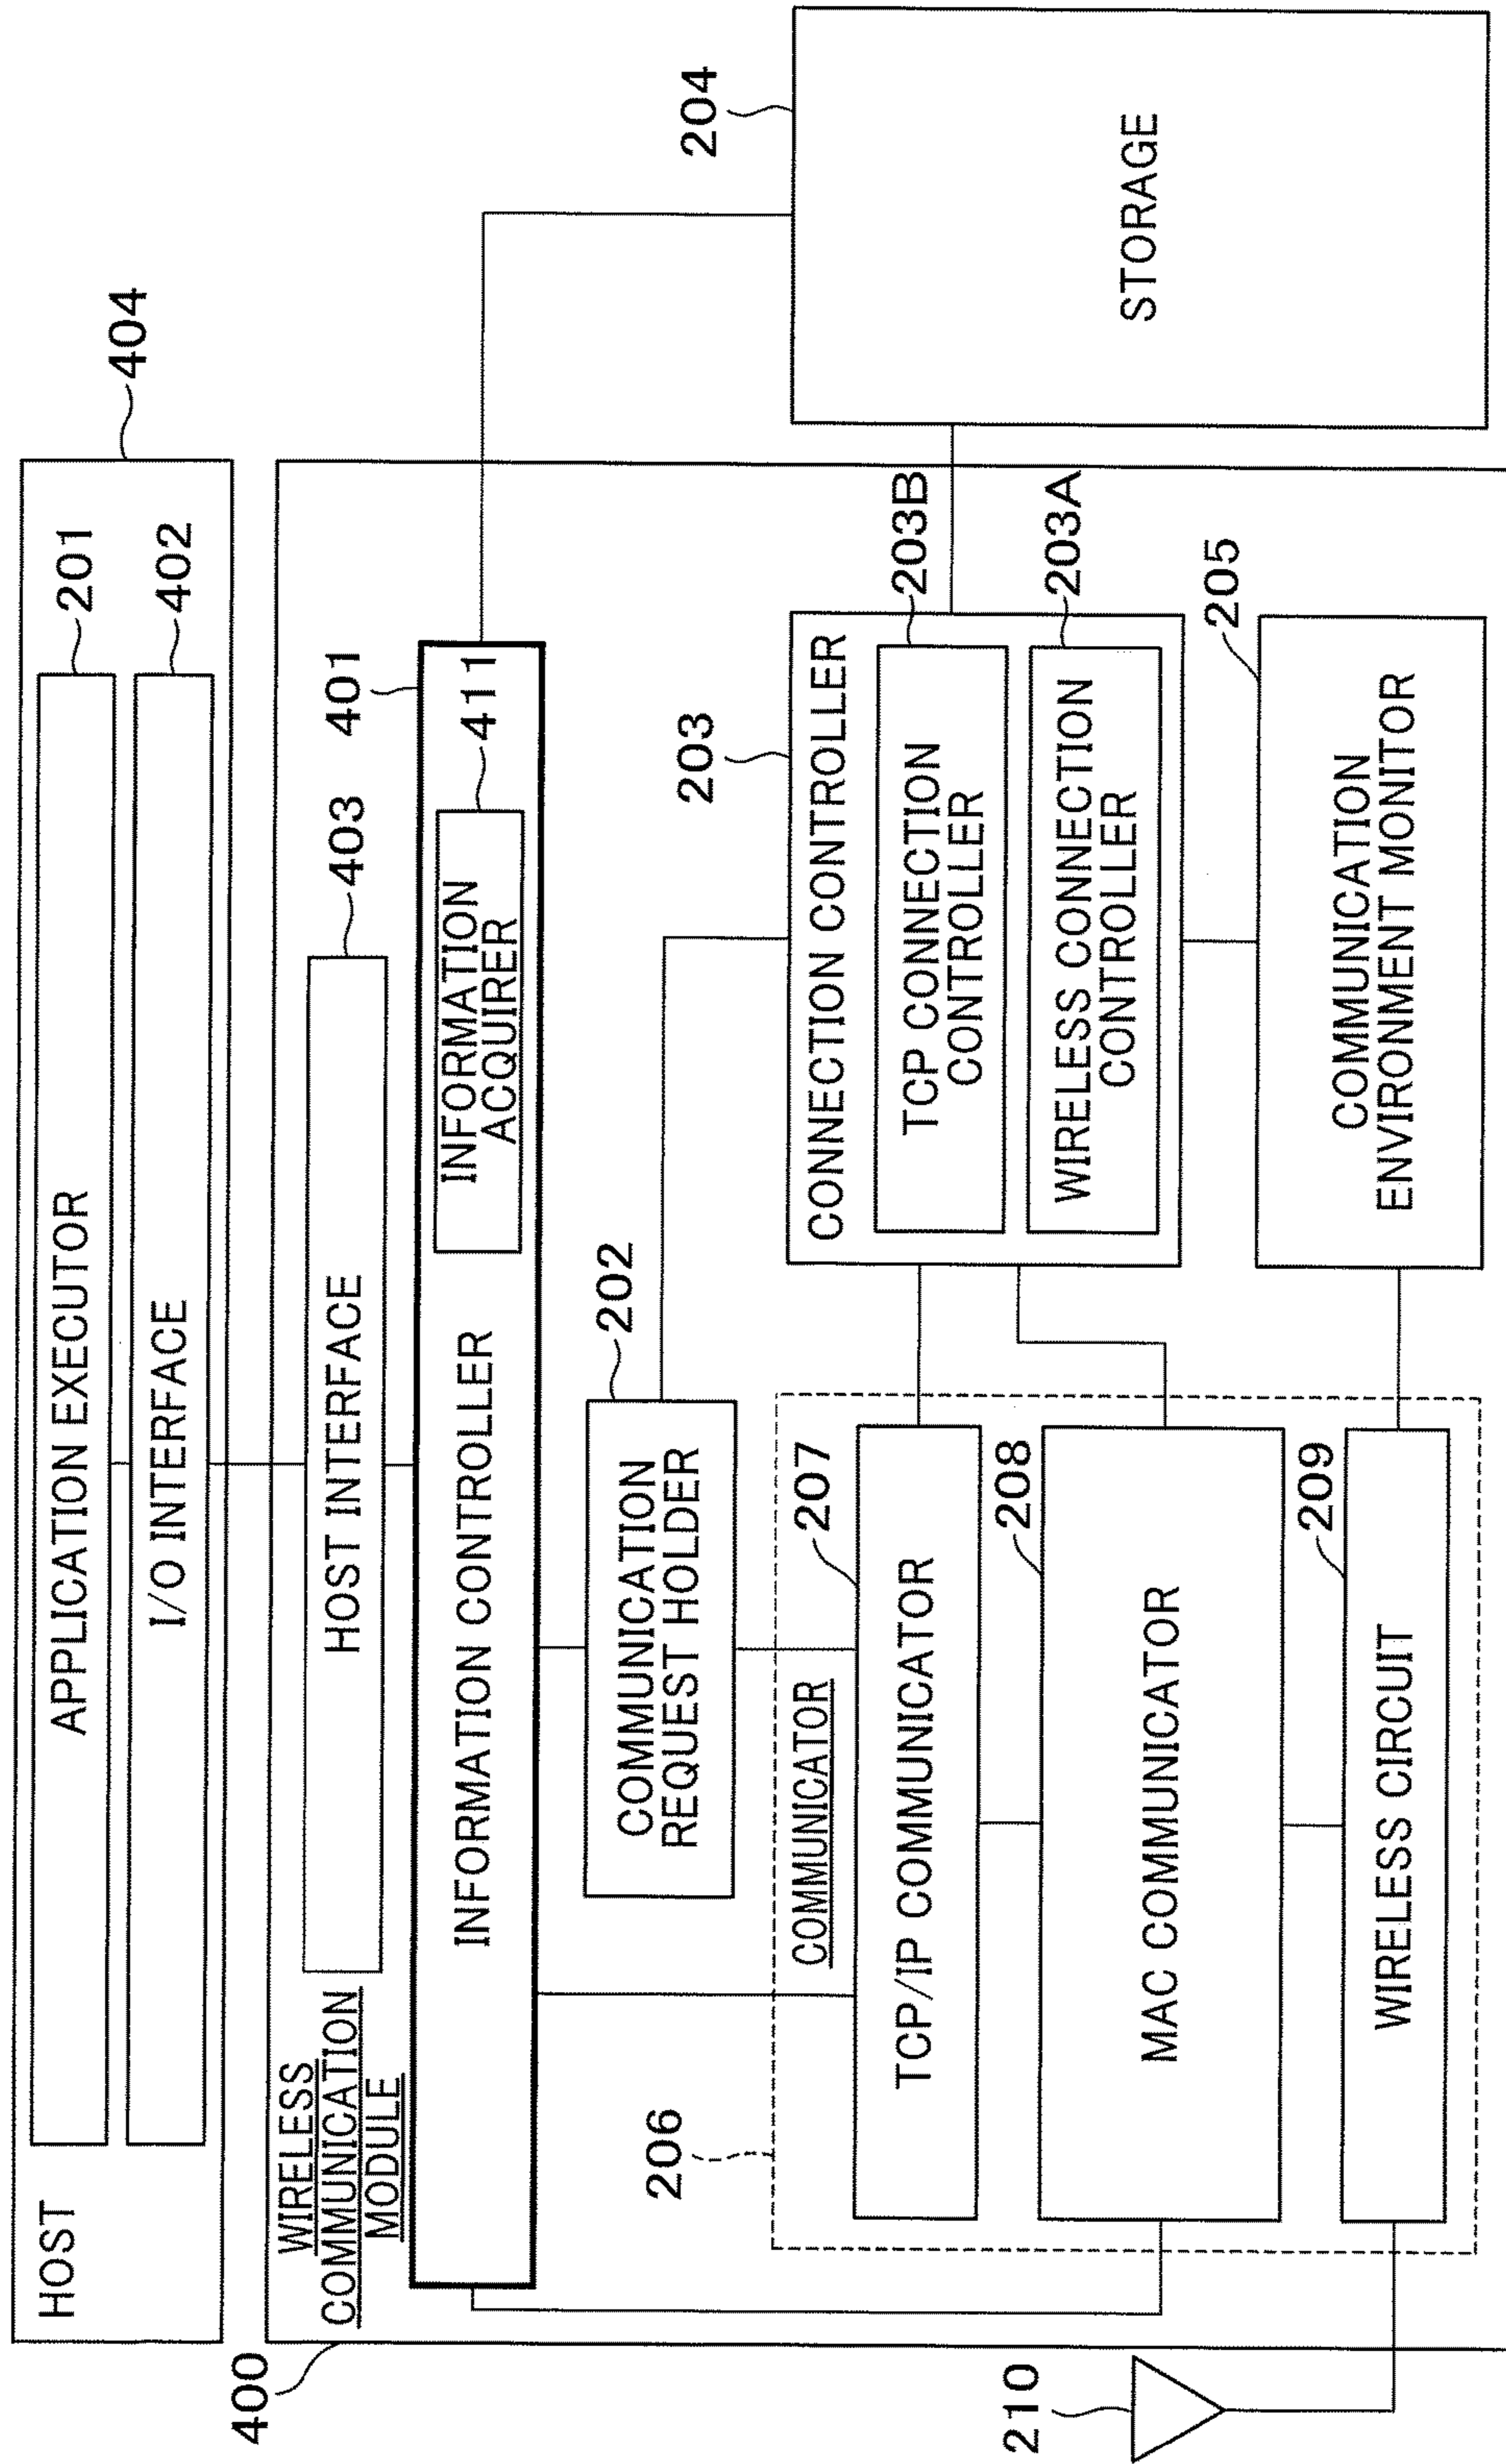 HOST
404
APPLICATION EXECUTOR
201
I/O INTERFACE
402
400
WIRELESS
COMMUNICATION
MODULE
HOST INTERFACE
403
INFORMATION CONTROLLER
401
INFORMATION
ACQUIRER
411
COMMUNICATION
REQUEST HOLDER
202
206
COMMUNICATOR
TCP/IP COMMUNICATOR
207
MAC COMMUNICATOR
208
WIRELESS CIRCUIT
209
210
203
CONNECTION CONTROLLER
TCP CONNECTION
CONTROLLER
203B
WIRELESS CONNECTION
CONTROLLER
203A
COMMUNICATION
ENVIRONMENT MONITOR
205
204
STORAGE